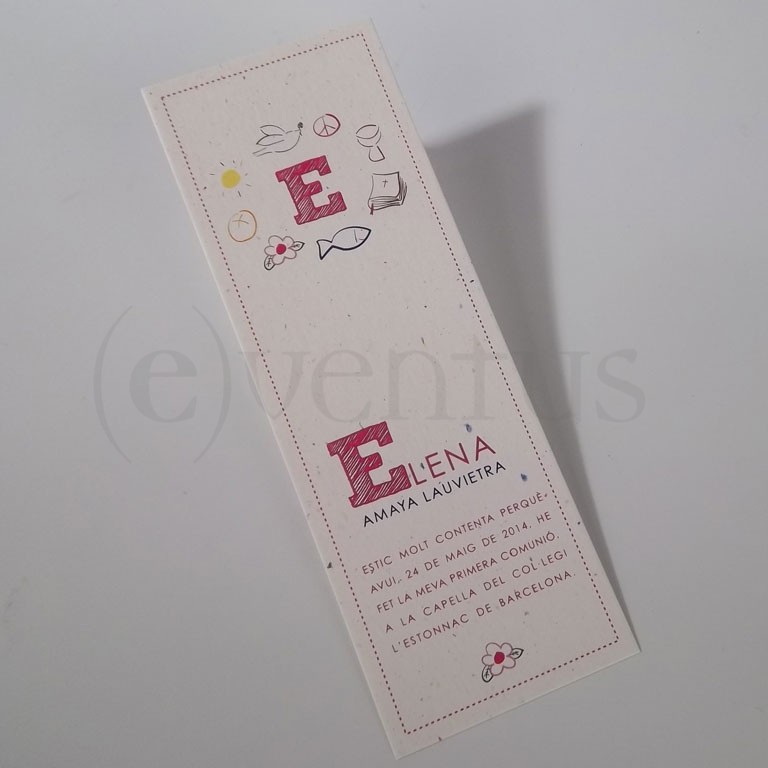 E
ELENA
AMAYA LAUVIETRA
ESTIC MOLT CONTENTA PERQUÈ,
AVUI, 24 DE MAIG DE 2014, HE
FET LA MEVA PRIMERA COMUNIÓ,
A LA CAPELLA DEL COL·LEGI
L'ESTONNAC DE BARCELONA.
(e)ventus